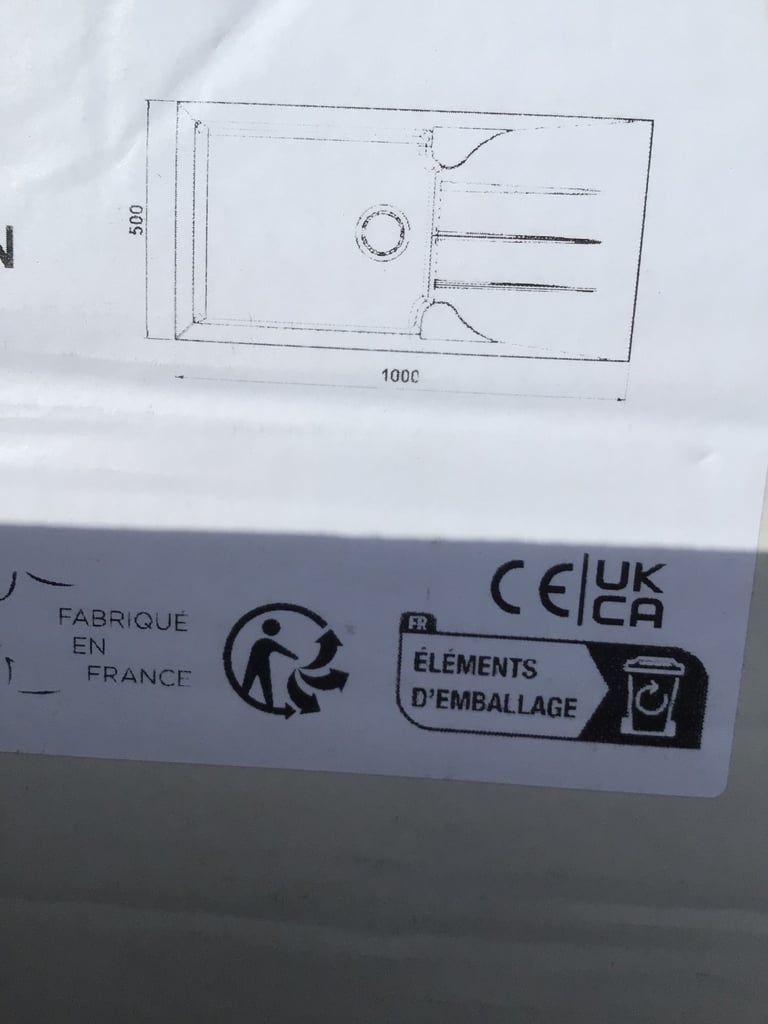 500
N
1000
FABRIQUÉ
EN
FRANCE
CE
UK
CA
FR
ÉLÉMENTS
D'EMBALLAGE